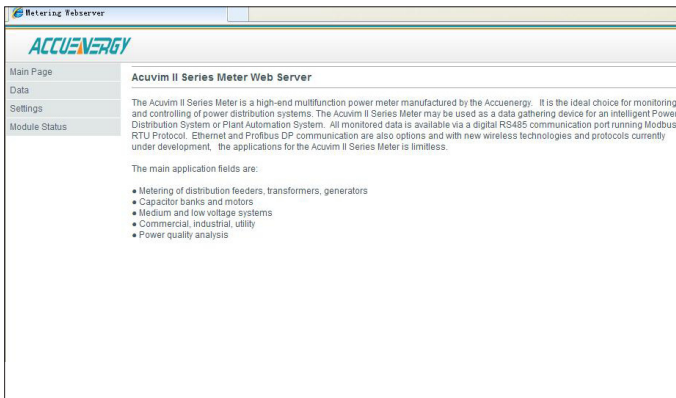 Metering Webserver
ACCUENERGY
Main Page
Data
Settings
Module Status
Acuvim II Series Meter Web Server
The Acuvim II Series Meter is a high-end multifunction power meter manufactured by the Accuenergy. It is the ideal choice for monitoring
and controlling of power distribution systems. The Acuvim II Series Meter may be used as a data gathering device for an intelligent Power
Distribution System or Plant Automation System. All monitored data is available via a digital RS485 communication port running Modbus
RTU Protocol. Ethernet and Profibus DP communication are also options and with new wireless technologies and protocols currently
under development, the applications for the Acuvim II Series Meter is limitless.
The main application fields are:
● Metering of distribution feeders, transformers, generators
● Capacitor banks and motors
● Medium and low voltage systems
● Commercial, industrial, utility
● Power quality analysis